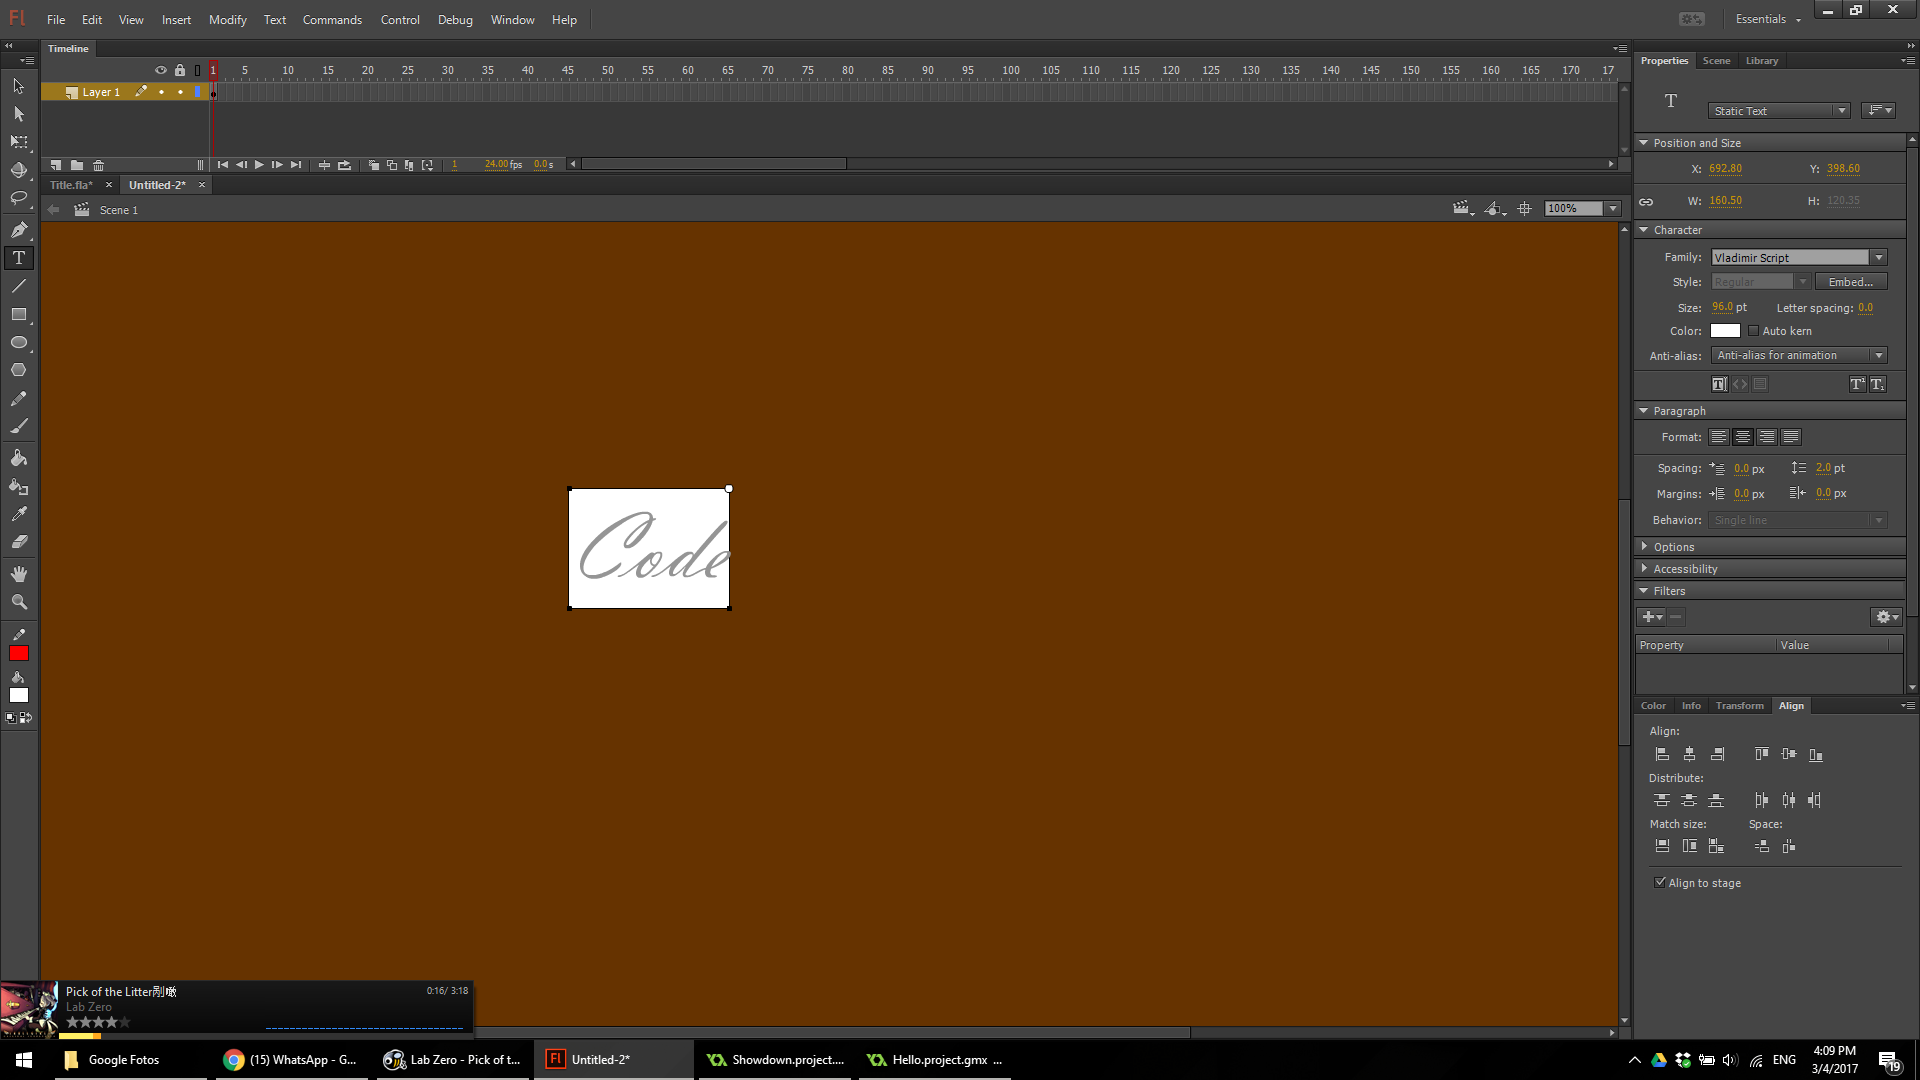 Fl File Edit View Insert Modify Text Commands Control Debug Window Help Essentials
Timeline
1 5 10 15 20 25 30 35 40 45 50 55 60 65 70 75 80 85 90 95 100 105 110 115 120 125 130 135 140 145 150 155 160 165 170 17
Layer 1
1 24.00 fps 0.0 s
Title.fla* Untitled-2*
Scene 1 100%
Code
Properties Scene Library
T Static Text
Position and Size
X: 692.80 Y: 398.60
W: 160.50 H: 120.35
Character
Family: Vladimir Script
Style: Regular Embed...
Size: 96.0 pt Letter spacing: 0.0
Color: Auto kern
Anti-alias: Anti-alias for animation
Paragraph
Format:
Spacing: 0.0 px 2.0 pt
Margins: 0.0 px 0.0 px
Behavior: Single line
Options
Accessibility
Filters
Property Value
Color Info Transform Align
Align:
Distribute:
Match size: Space:
Align to stage
Pick of the Litter 0:16/ 3:18
Lab Zero
Google Fotos (15) WhatsApp - G... Lab Zero - Pick of t... Fl Untitled-2* Showdown.project.... Hello.project.gmx ... ENG 4:09 PM
3/4/2017 19